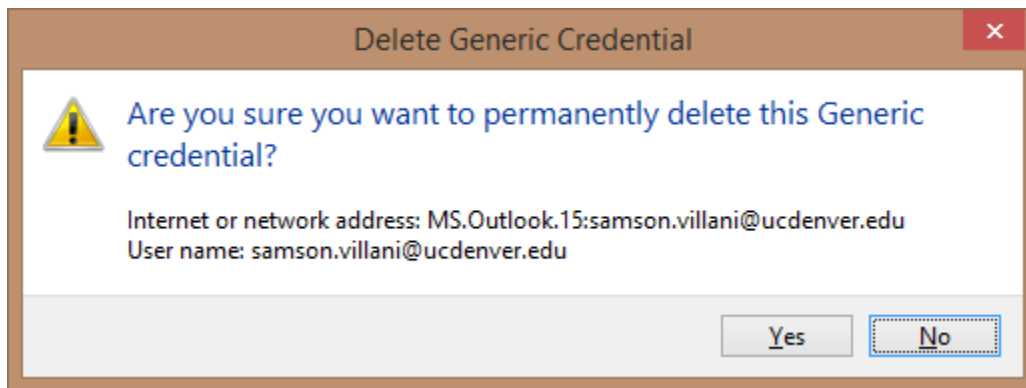 Delete Generic Credential
Are you sure you want to permanently delete this Generic
credential?
Internet or network address: MS.Outlook.15:samson.villani@ucdenver.edu
User name: samson.villani@ucdenver.edu
Yes
No